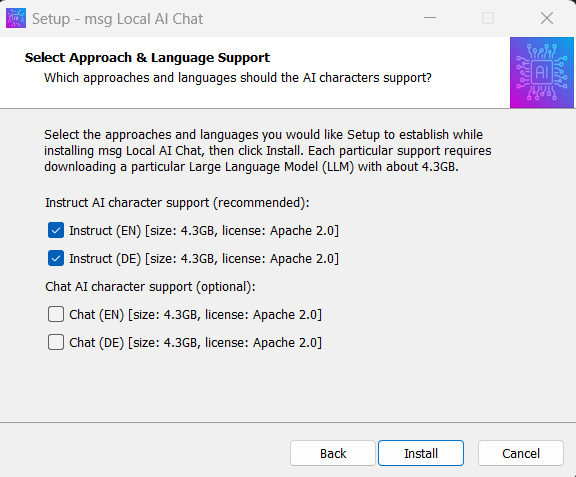 Setup - msg Local AI Chat
Select Approach & Language Support
Which approaches and languages should the AI characters support?
AI
Select the approaches and languages you would like Setup to establish while
installing msg Local AI Chat, then click Install. Each particular support requires
downloading a particular Large Language Model (LLM) with about 4.3GB.
Instruct AI character support (recommended):
Instruct (EN) [size: 4.3GB, license: Apache 2.0]
Instruct (DE) [size: 4.3GB, license: Apache 2.0]
Chat AI character support (optional):
Chat (EN) [size: 4.3GB, license: Apache 2.0]
Chat (DE) [size: 4.3GB, license: Apache 2.0]
Back Install Cancel